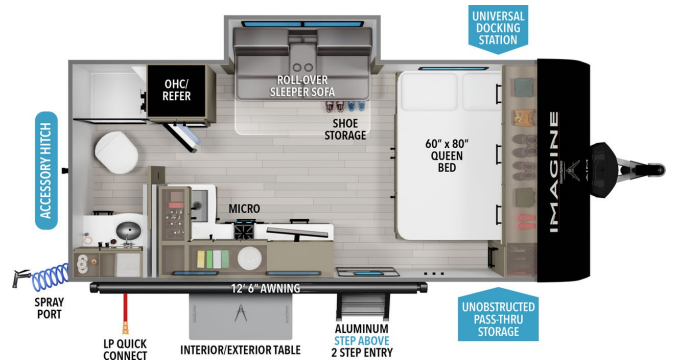 UNIVERSAL
DOCKING
STATION
OHC/
REFER
ROLL-OVER
SLEEPER SOFA
SHOE
STORAGE
60" x 80"
QUEEN
BED
ACCESSORY HITCH
IMAGINE
AIM
MICRO
12' 6" AWNING
SPRAY
PORT
LP QUICK
CONNECT
INTERIOR/EXTERIOR TABLE
ALUMINUM
STEP ABOVE
2 STEP ENTRY
UNOBSTRUCTED
PASS-THRU
STORAGE